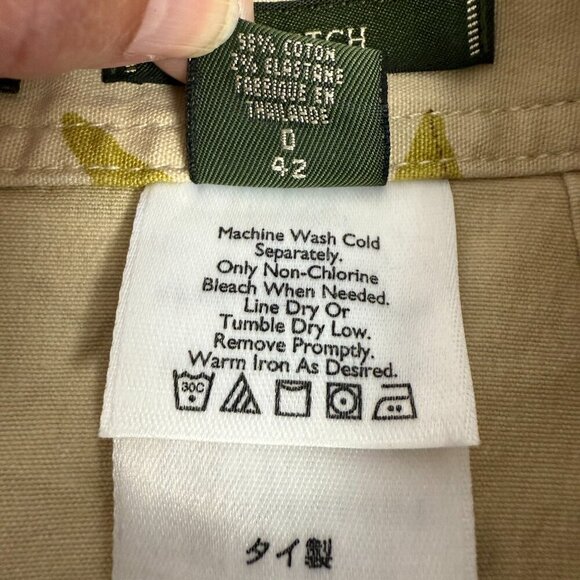 TCH
98% COTON
2% ELASTANE
FABRIQUE EN
THAILANDE
D
42
Machine Wash Cold
Separately.
Only Non-Chlorine
Bleach When Needed.
Line Dry Or
Tumble Dry Low.
Remove Promptly.
Warm Iron As Desired.
30C
タイ製